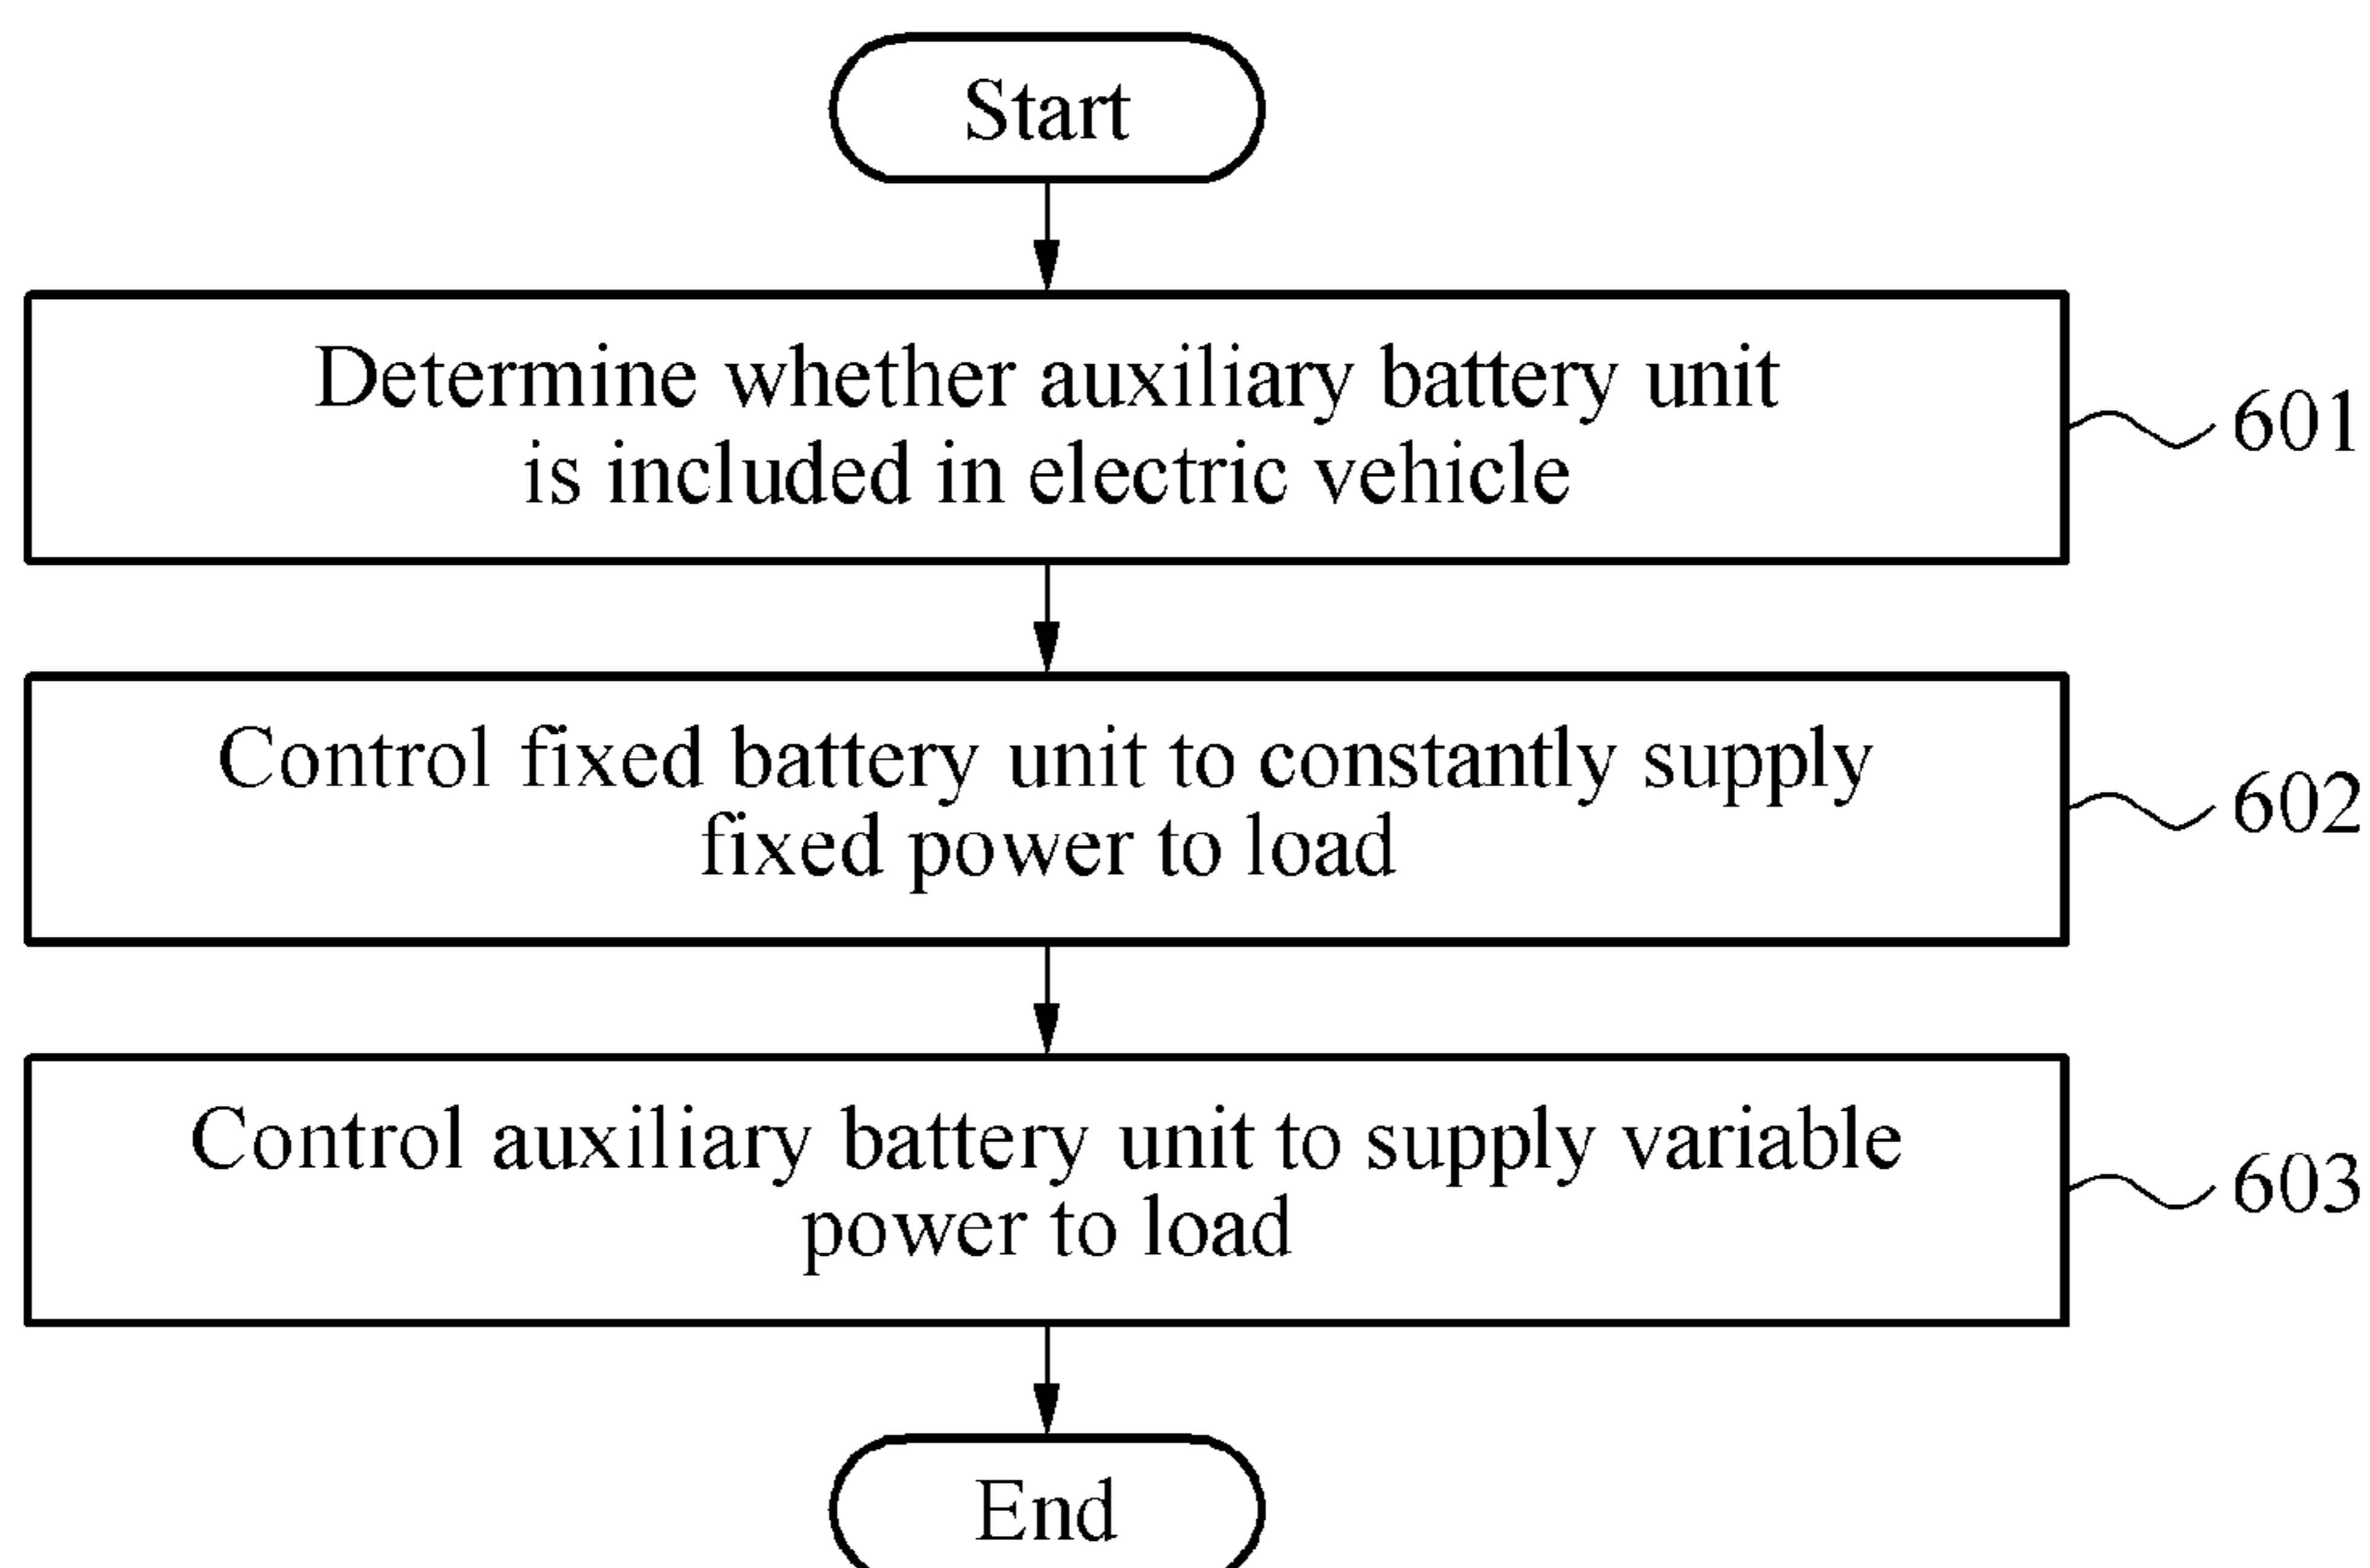 Start
Determine whether auxiliary battery unit
is included in electric vehicle
601
Control fixed battery unit to constantly supply
fixed power to load
602
Control auxiliary battery unit to supply variable
power to load
603
End